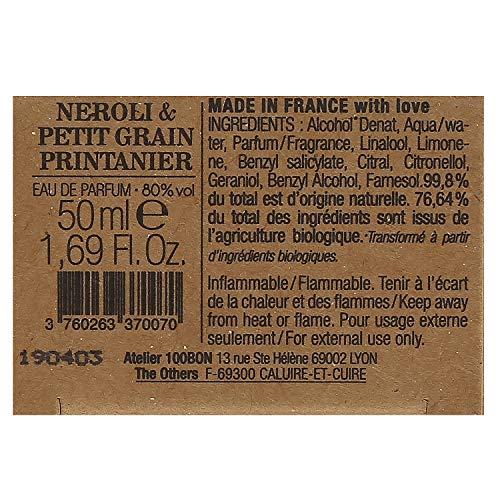 NEROLI &
PETIT GRAIN
PRINTANIER
EAU DE PARFUM • 80% vol
50 ml e
1,69 Fl. Oz.
3 760263 370070
190403
MADE IN FRANCE with love
INGREDIENTS : Alcohol* Denat, Aqua/wa-
ter, Parfum/Fragrance, Linalool, Limone-
ne, Benzyl salicylate, Citral, Citronellol,
Geraniol, Benzyl Alcohol, Farnesol. 99,8%
du total est d'origine naturelle. 76,64%
du total des ingrédients sont issus de
l'agriculture biologique. *Transformé à partir
d'ingrédients biologiques.
Inflammable/Flammable. Tenir à l'écart
de la chaleur et des flammes/Keep away
from heat or flame. Pour usage externe
seulement/For external use only.
Atelier 100BON 13 rue Ste Hélène 69002 LYON
The Others F-69300 CALUIRE-ET-CUIRE